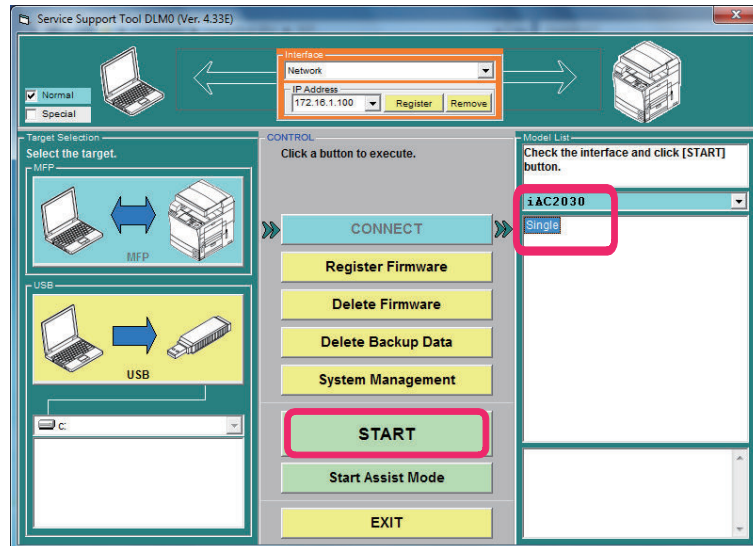 Service Support Tool DLM0 (Ver. 4.33E)
Normal
Special
Interface
Network
IP Address
172.16.1.100
Register
Remove
Target Selection
Select the target.
MFP
MFP
USB
USB
c:
CONTROL
Click a button to execute.
CONNECT
Register Firmware
Delete Firmware
Delete Backup Data
System Management
START
Start Assist Mode
EXIT
Model List
Check the interface and click [START]
button.
iAC2030
Single